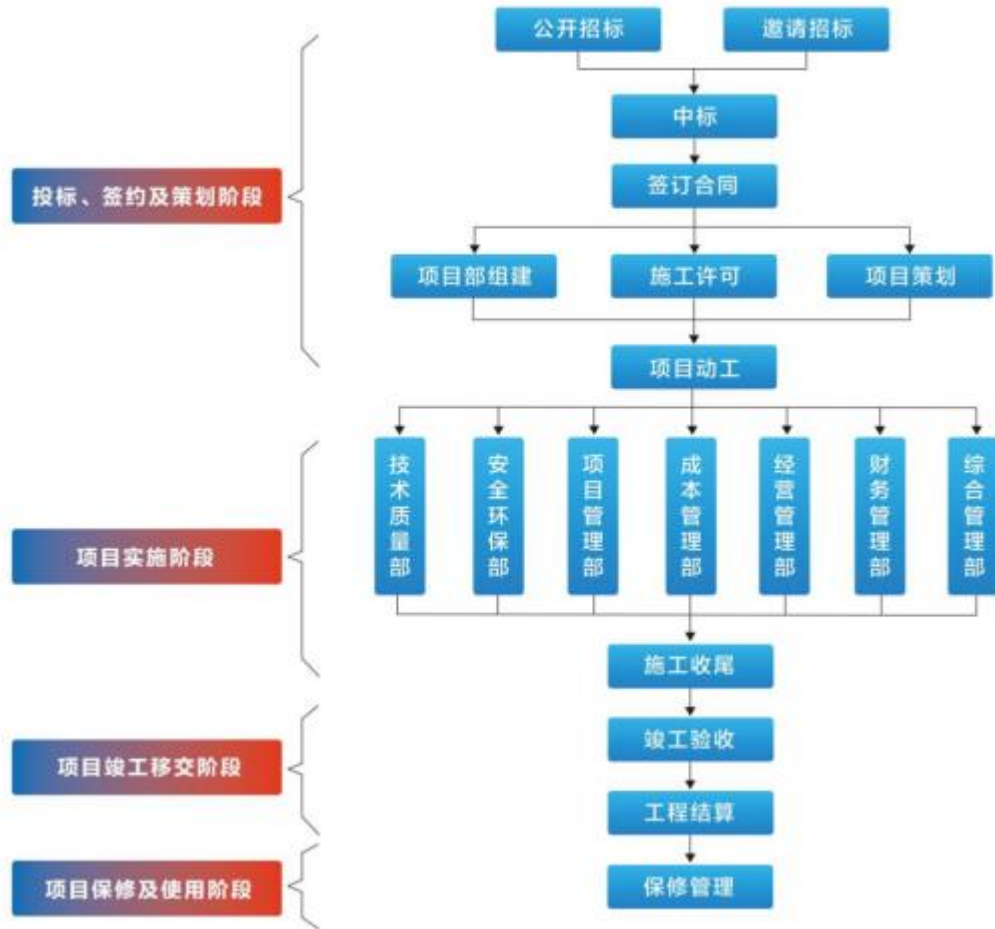 公开招标
邀请招标
中标
投标、签约及策划阶段
签订合同
项目部组建
施工许可
项目策划
项目动工
技术质量部
安全环保部
项目管理部
成本管理部
经营管理部
财务管理部
综合管理部
项目实施阶段
施工收尾
项目竣工移交阶段
竣工验收
工程结算
项目保修及使用阶段
保修管理